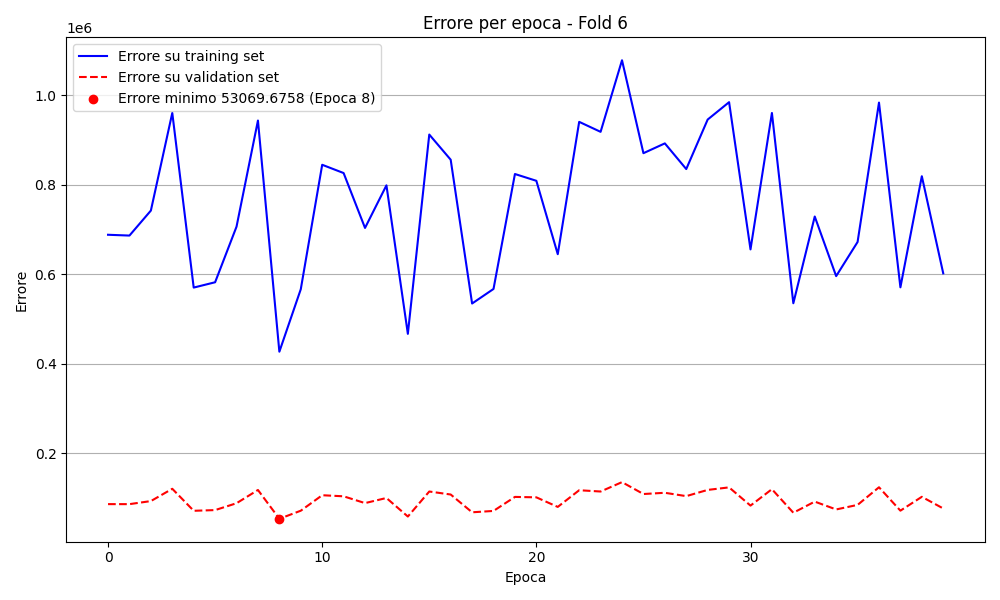 Errore per epoca - Fold 6
1e6
Errore su training set
Errore su validation set
Errore minimo 53069.6758 (Epoca 8)
1.0
0.8
0.6
0.4
0.2
Errore
0 10 20 30
Epoca